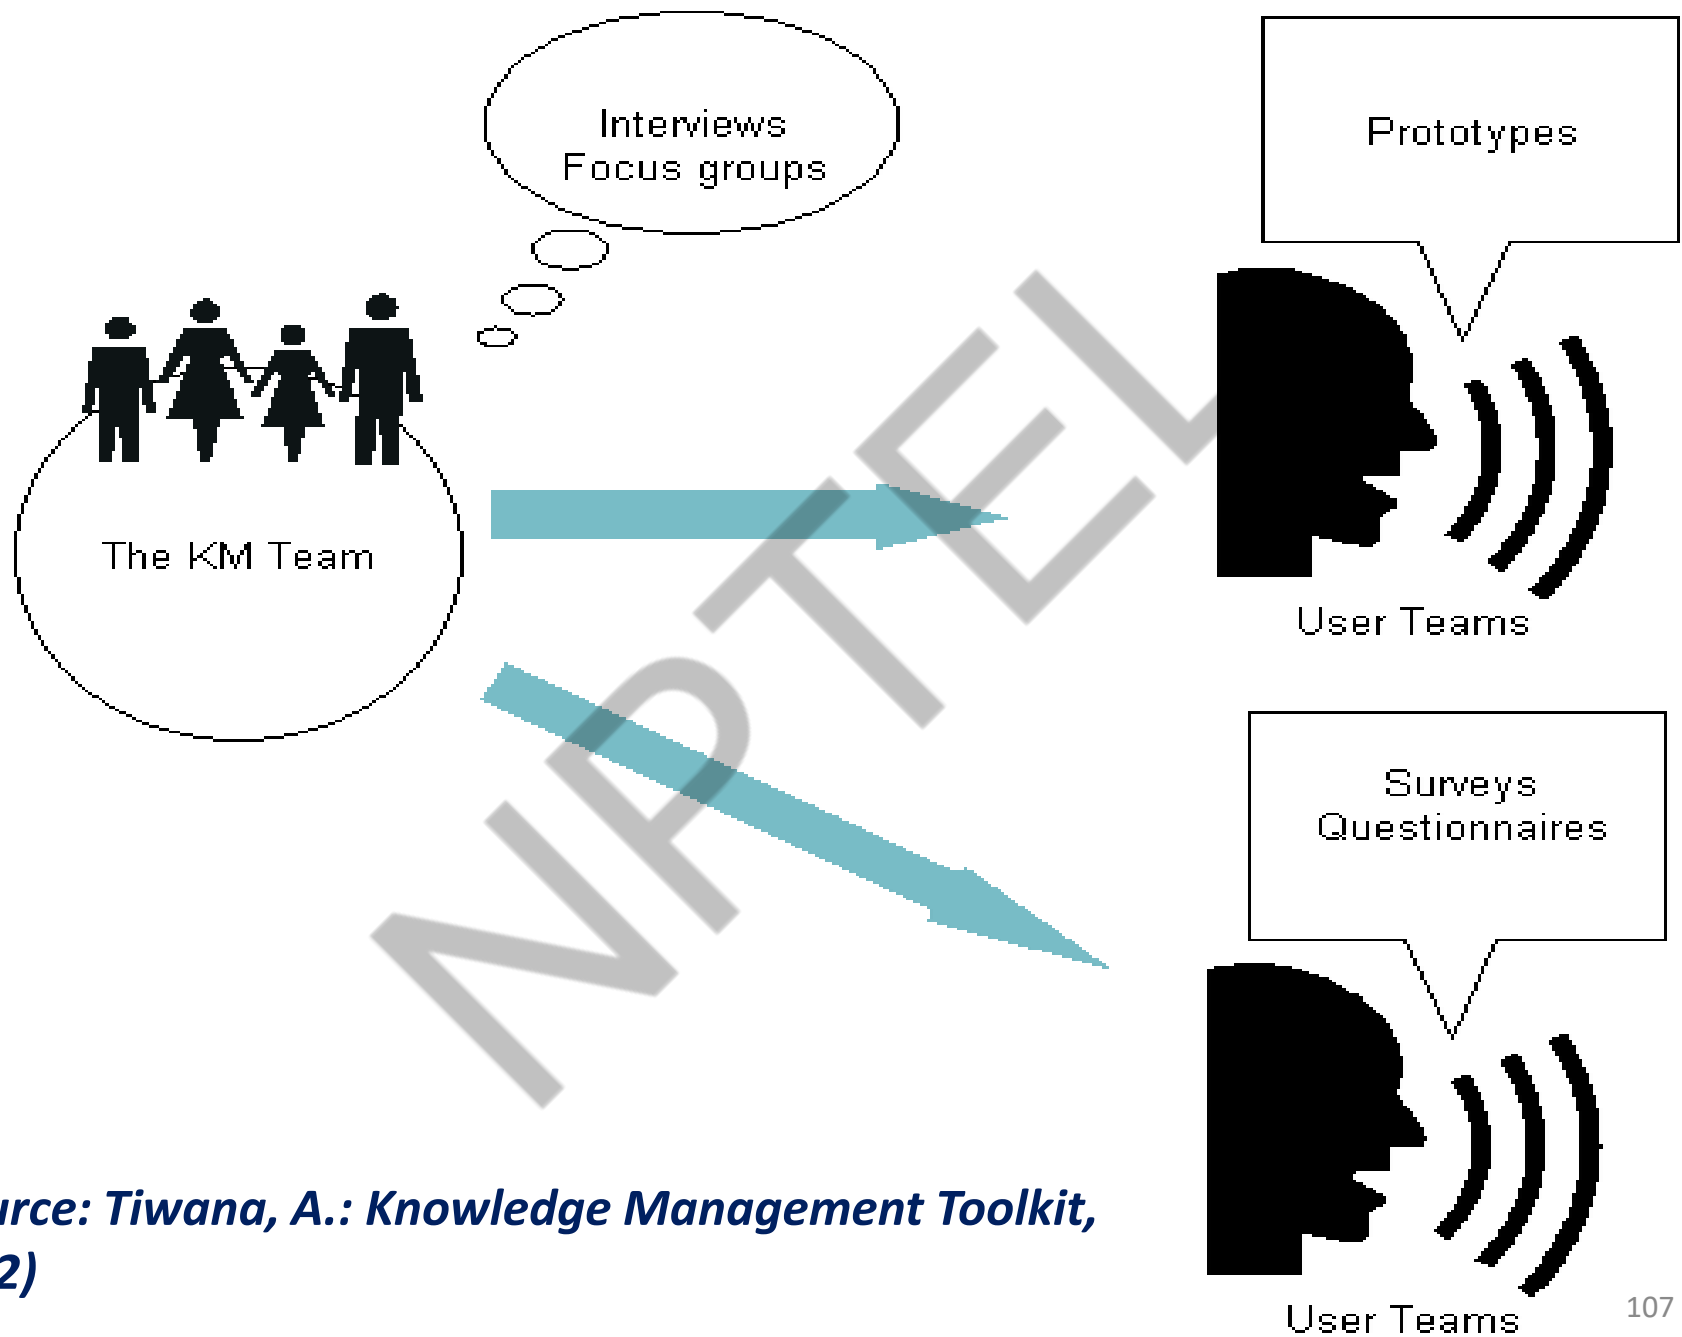 Interviews
Focus groups
Prototypes
The KM Team
User Teams
Surveys
Questionnaires
NPTEL
urce: Tiwana, A.: Knowledge Management Toolkit,
2)
User Teams
107